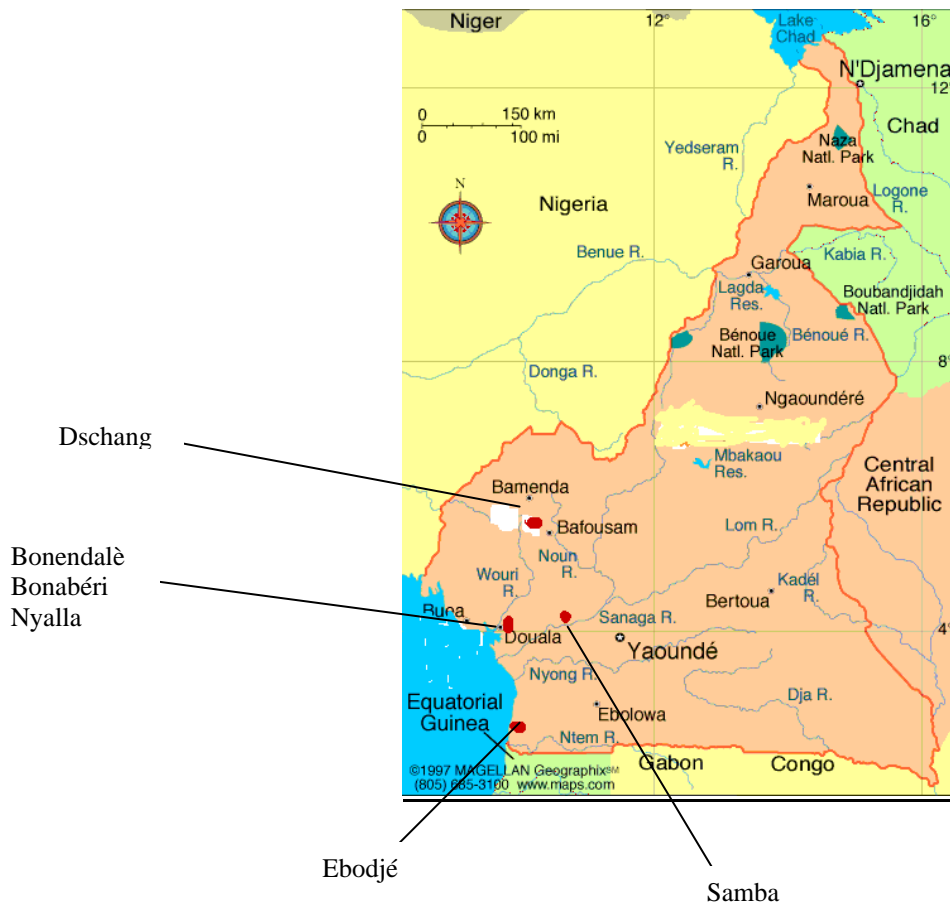 Niger
12°
Lake
Chad
16°
N'Djamena
12°
0 150 km
0 100 mi
Chad
Naza
Natl. Park
Yedseram
R.
N
Maroua
Logone
R.
Nigeria
Benue R.
Kabia R.
Garoua
Lagda
Res.
Boubandjidah
Natl. Park
Bénoue
Natl. Park
Bénoué R.
8°
Donga R.
Ngaoundéré
Dschang
Mbakaou
Res.
Central
African
Republic
Bamenda
Bafousam
Lom R.
Noun
R.
Bonendalè
Bonabéri
Nyalla
Wouri
R.
Kadél
R.
Bertoua
Buea
Sanaga R.
4°
Douala
Yaoundé
Nyong R.
Dja R.
Equatorial
Guinea
Ebolowa
Ntem R.
Gabon
Congo
©1997 MAGELLAN Geographix℠
(805) 685-3100 www.maps.com
Ebodjé
Samba